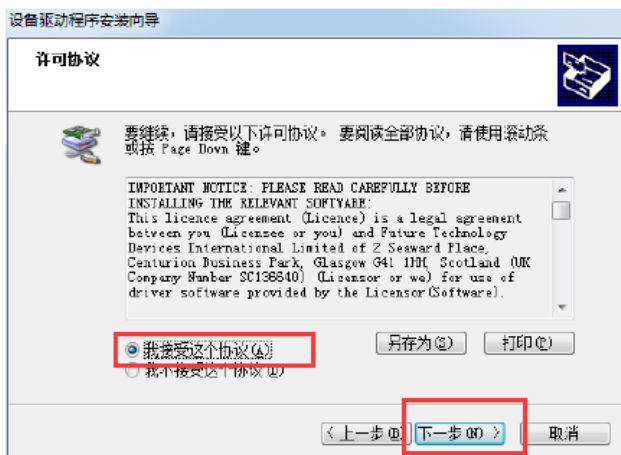 设备驱动程序安装向导
许可协议
要继续，请接受以下许可协议。要阅读全部协议，请使用滚动条
或按 Page Down 键。
IMPORTANT NOTICE: PLEASE READ CAREFULLY BEFORE
INSTALLING THE RELEVANT SOFTWARE:
This licence agreement (Licence) is a legal agreement
between you (Licensee or you) and Future Technology
Devices International Limited of 2 Seaward Place,
Centurion Business Park, Glasgow G41 1HH, Scotland (UK
Company Number SC136640) (Licensor or we) for use of
driver software provided by the Licensor(Software).
我接受这个协议(A)
另存为(S) 打印(P)
我不接受这个协议(D)
< 上一步(B) 下一步(N) > 取消